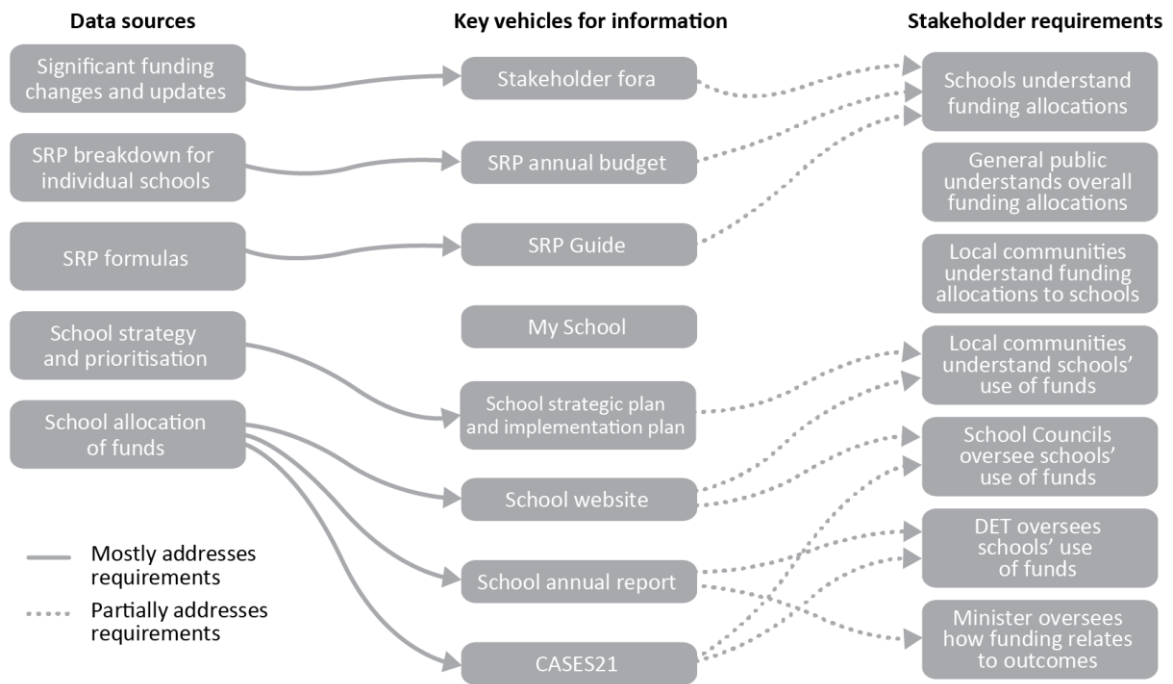 Data sources
Key vehicles for information
Stakeholder requirements
Significant funding
changes and updates
SRP breakdown for
individual schools
SRP formulas
School strategy
and prioritisation
School allocation
of funds
Mostly addresses
requirements
Partially addresses
requirements
Stakeholder fora
SRP annual budget
SRP Guide
My School
School strategic plan
and implementation plan
School website
School annual report
CASES21
Schools understand
funding allocations
General public
understands overall
funding allocations
Local communities
understand funding
allocations to schools
Local communities
understand schools'
use of funds
School Councils
oversee schools'
use of funds
DET oversees
schools' use
of funds
Minister oversees
how funding relates
to outcomes